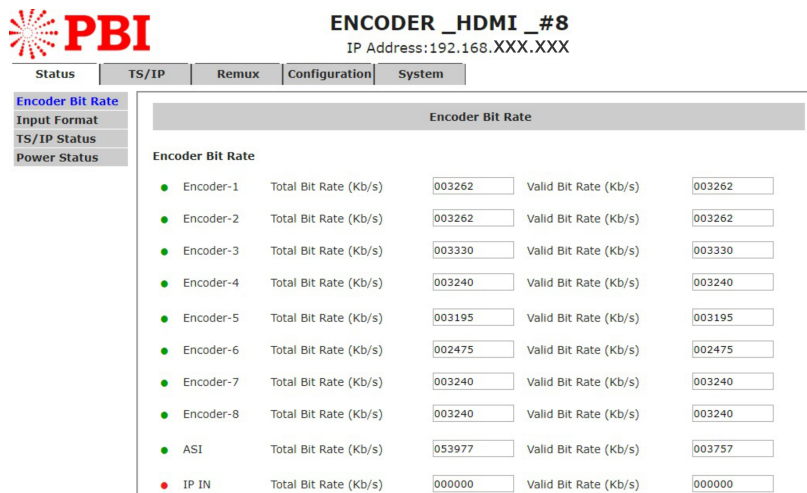 PBI
ENCODER _HDMI _#8
IP Address:192.168.XXX.XXX
Status TS/IP Remux Configuration System
Encoder Bit Rate
Input Format
TS/IP Status
Power Status
Encoder Bit Rate
Encoder Bit Rate
Encoder-1 Total Bit Rate (Kb/s) 003262 Valid Bit Rate (Kb/s) 003262
Encoder-2 Total Bit Rate (Kb/s) 003262 Valid Bit Rate (Kb/s) 003262
Encoder-3 Total Bit Rate (Kb/s) 003330 Valid Bit Rate (Kb/s) 003330
Encoder-4 Total Bit Rate (Kb/s) 003240 Valid Bit Rate (Kb/s) 003240
Encoder-5 Total Bit Rate (Kb/s) 003195 Valid Bit Rate (Kb/s) 003195
Encoder-6 Total Bit Rate (Kb/s) 002475 Valid Bit Rate (Kb/s) 002475
Encoder-7 Total Bit Rate (Kb/s) 003240 Valid Bit Rate (Kb/s) 003240
Encoder-8 Total Bit Rate (Kb/s) 003240 Valid Bit Rate (Kb/s) 003240
ASI Total Bit Rate (Kb/s) 053977 Valid Bit Rate (Kb/s) 003757
IP IN Total Bit Rate (Kb/s) 000000 Valid Bit Rate (Kb/s) 000000